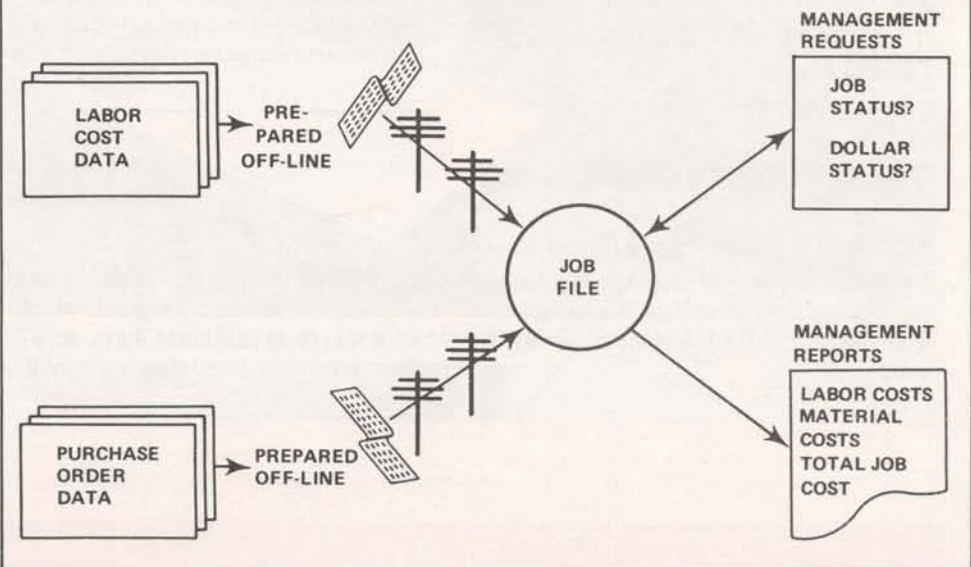 MANAGEMENT
REQUESTS
LABOR
COST
DATA
PRE-
PARED
OFF-LINE
JOB
STATUS?
DOLLAR
STATUS?
JOB
FILE
MANAGEMENT
REPORTS
PURCHASE
ORDER
DATA
PREPARED
OFF-LINE
LABOR COSTS
MATERIAL
COSTS
TOTAL JOB
COST